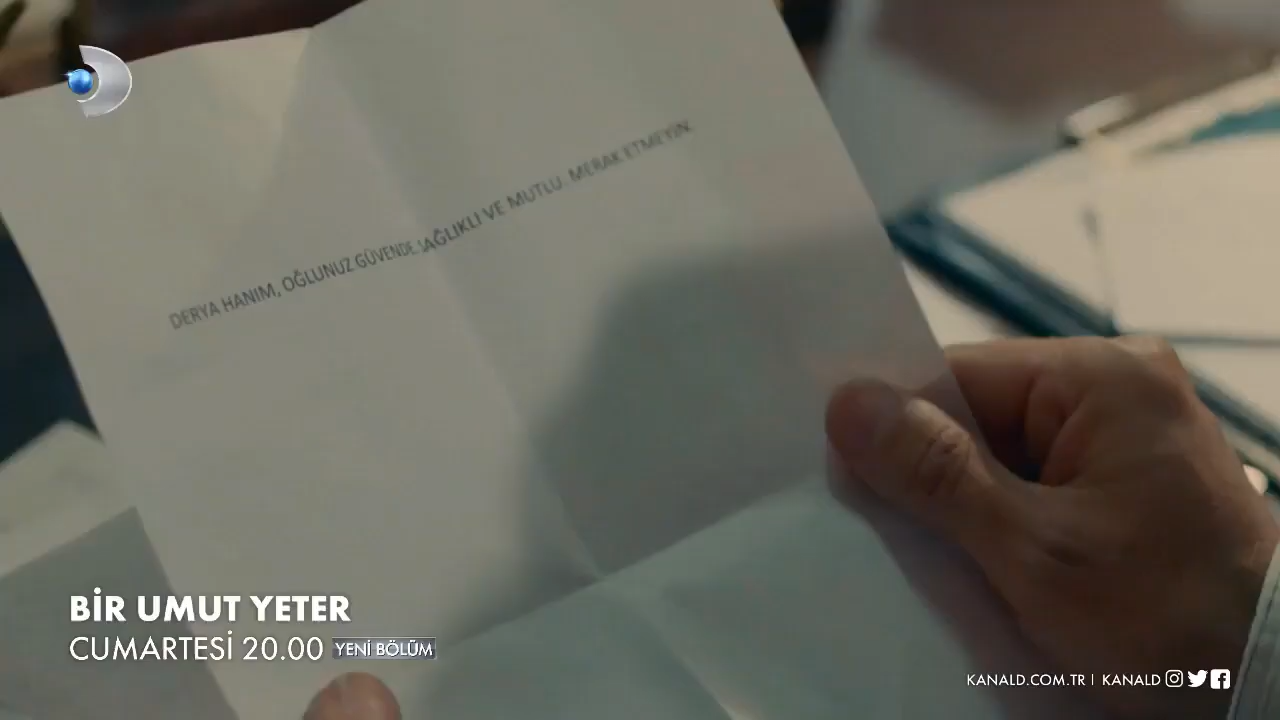 DERYA HANIM, OĞLUNUZ GÜVENDE SAĞLIKLI VE MUTLU. MERAK ETMEYİN.
BİR UMUT YETER
CUMARTESİ 20.00 YENİ BÖLÜM
KANALD.COM.TR | KANALD